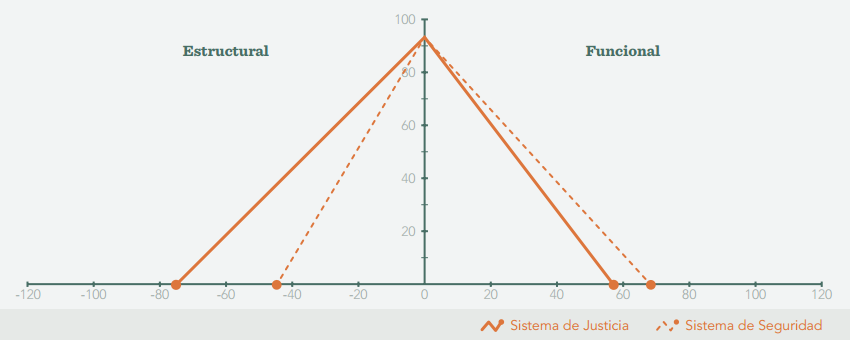 100
Estructural Funcional
80
60
40
20
-120 -100 -80 -60 -40 -20 0 20 40 60 80 100 120
Sistema de Justicia Sistema de Seguridad